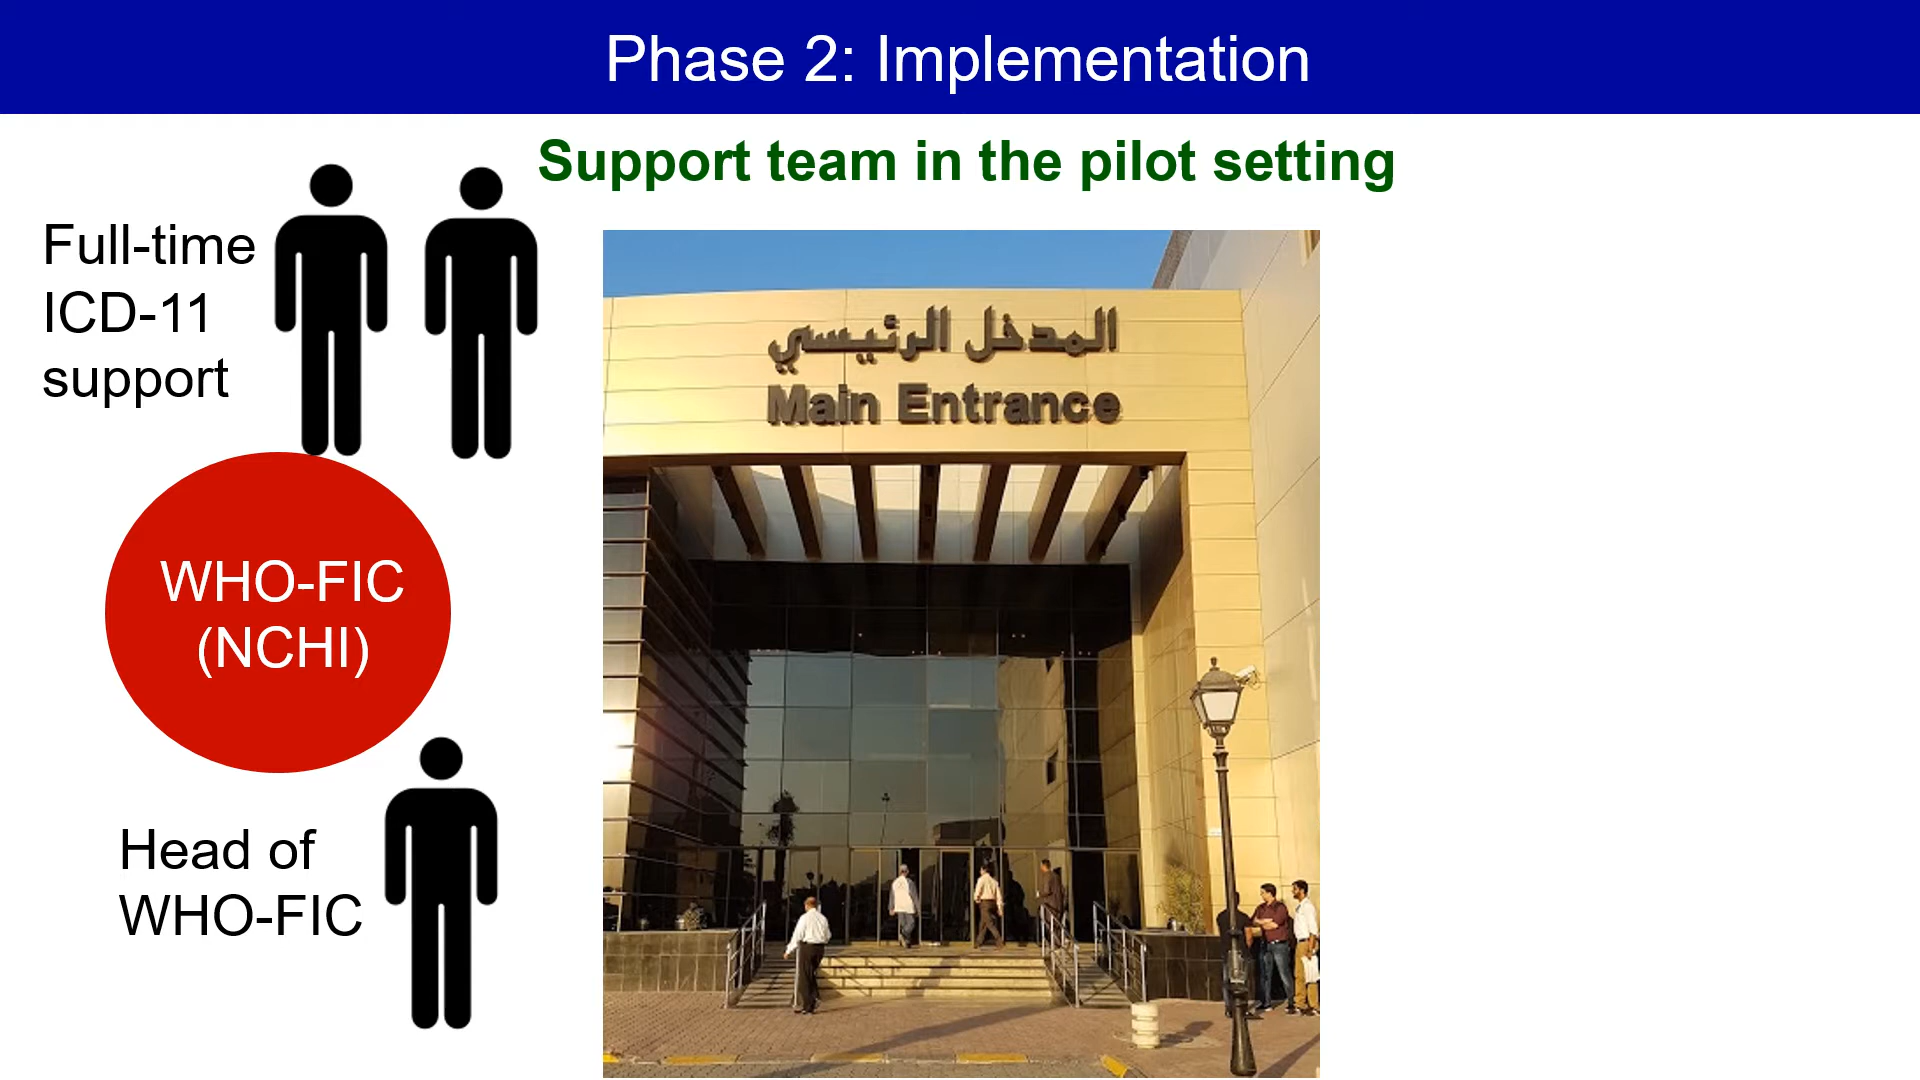 Phase 2: Implementation
Support team in the pilot setting
Full-time
ICD-11
support
WHO-FIC
(NCHI)
Head of
WHO-FIC
المدخل الرئيسي
Main Entrance